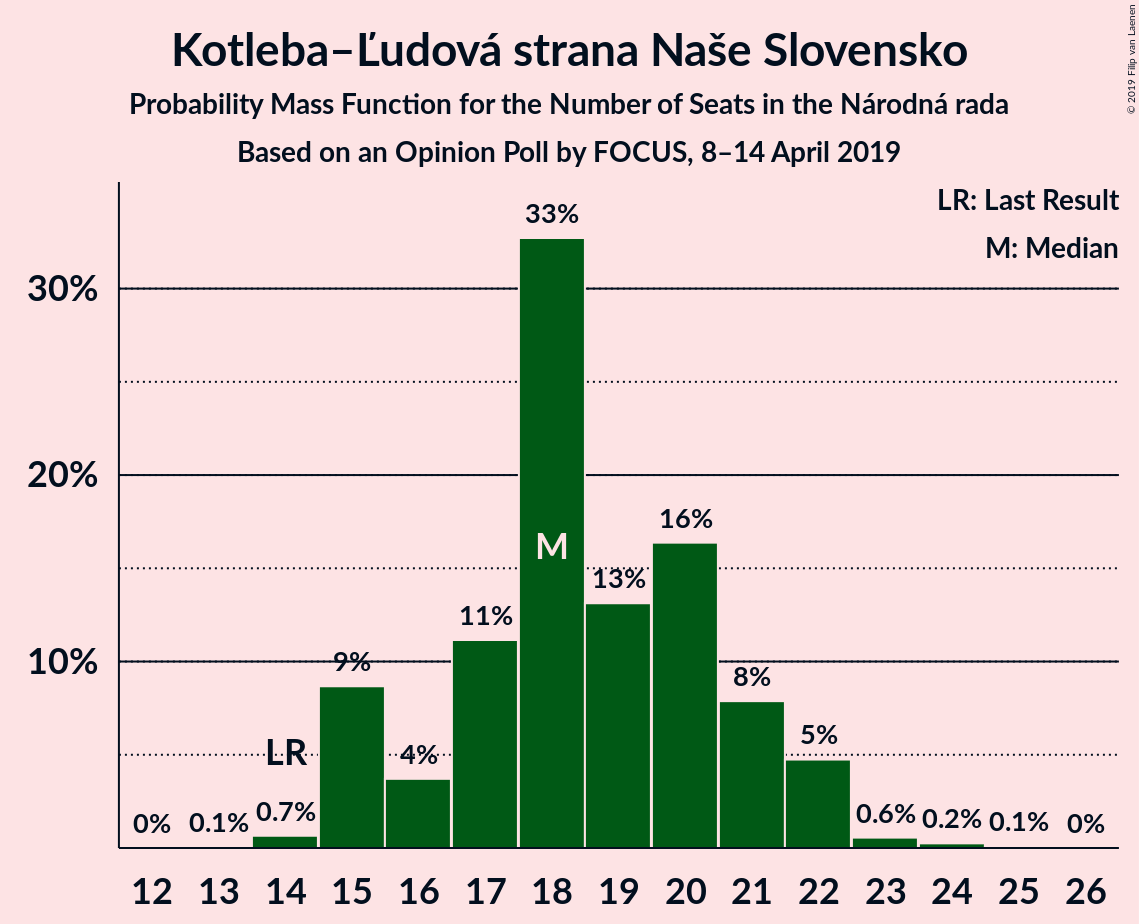 Kotleba–Ľudová strana Naše Slovensko
Probability Mass Function for the Number of Seats in the Národná rada
Based on an Opinion Poll by FOCUS, 8–14 April 2019
© 2019 Filip van Laenen
LR: Last Result
M: Median
30%
20%
10%
0%
0.1%
0.7%
LR
9%
4%
11%
33%
M
13%
16%
8%
5%
0.6%
0.2%
0.1%
0%
12 13 14 15 16 17 18 19 20 21 22 23 24 25 26